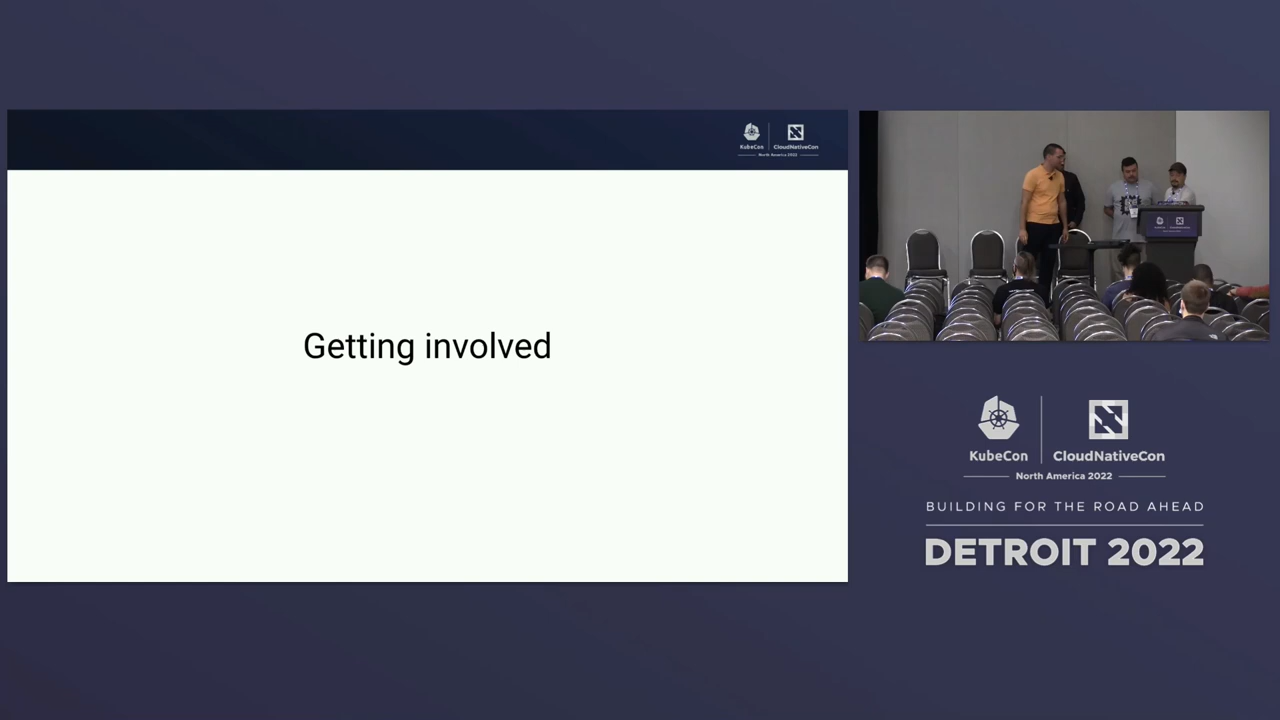 KubeCon
CloudNativeCon
North America 2022
Getting involved
KubeCon
CloudNativeCon
North America 2022
BUILDING FOR THE ROAD AHEAD
DETROIT 2022